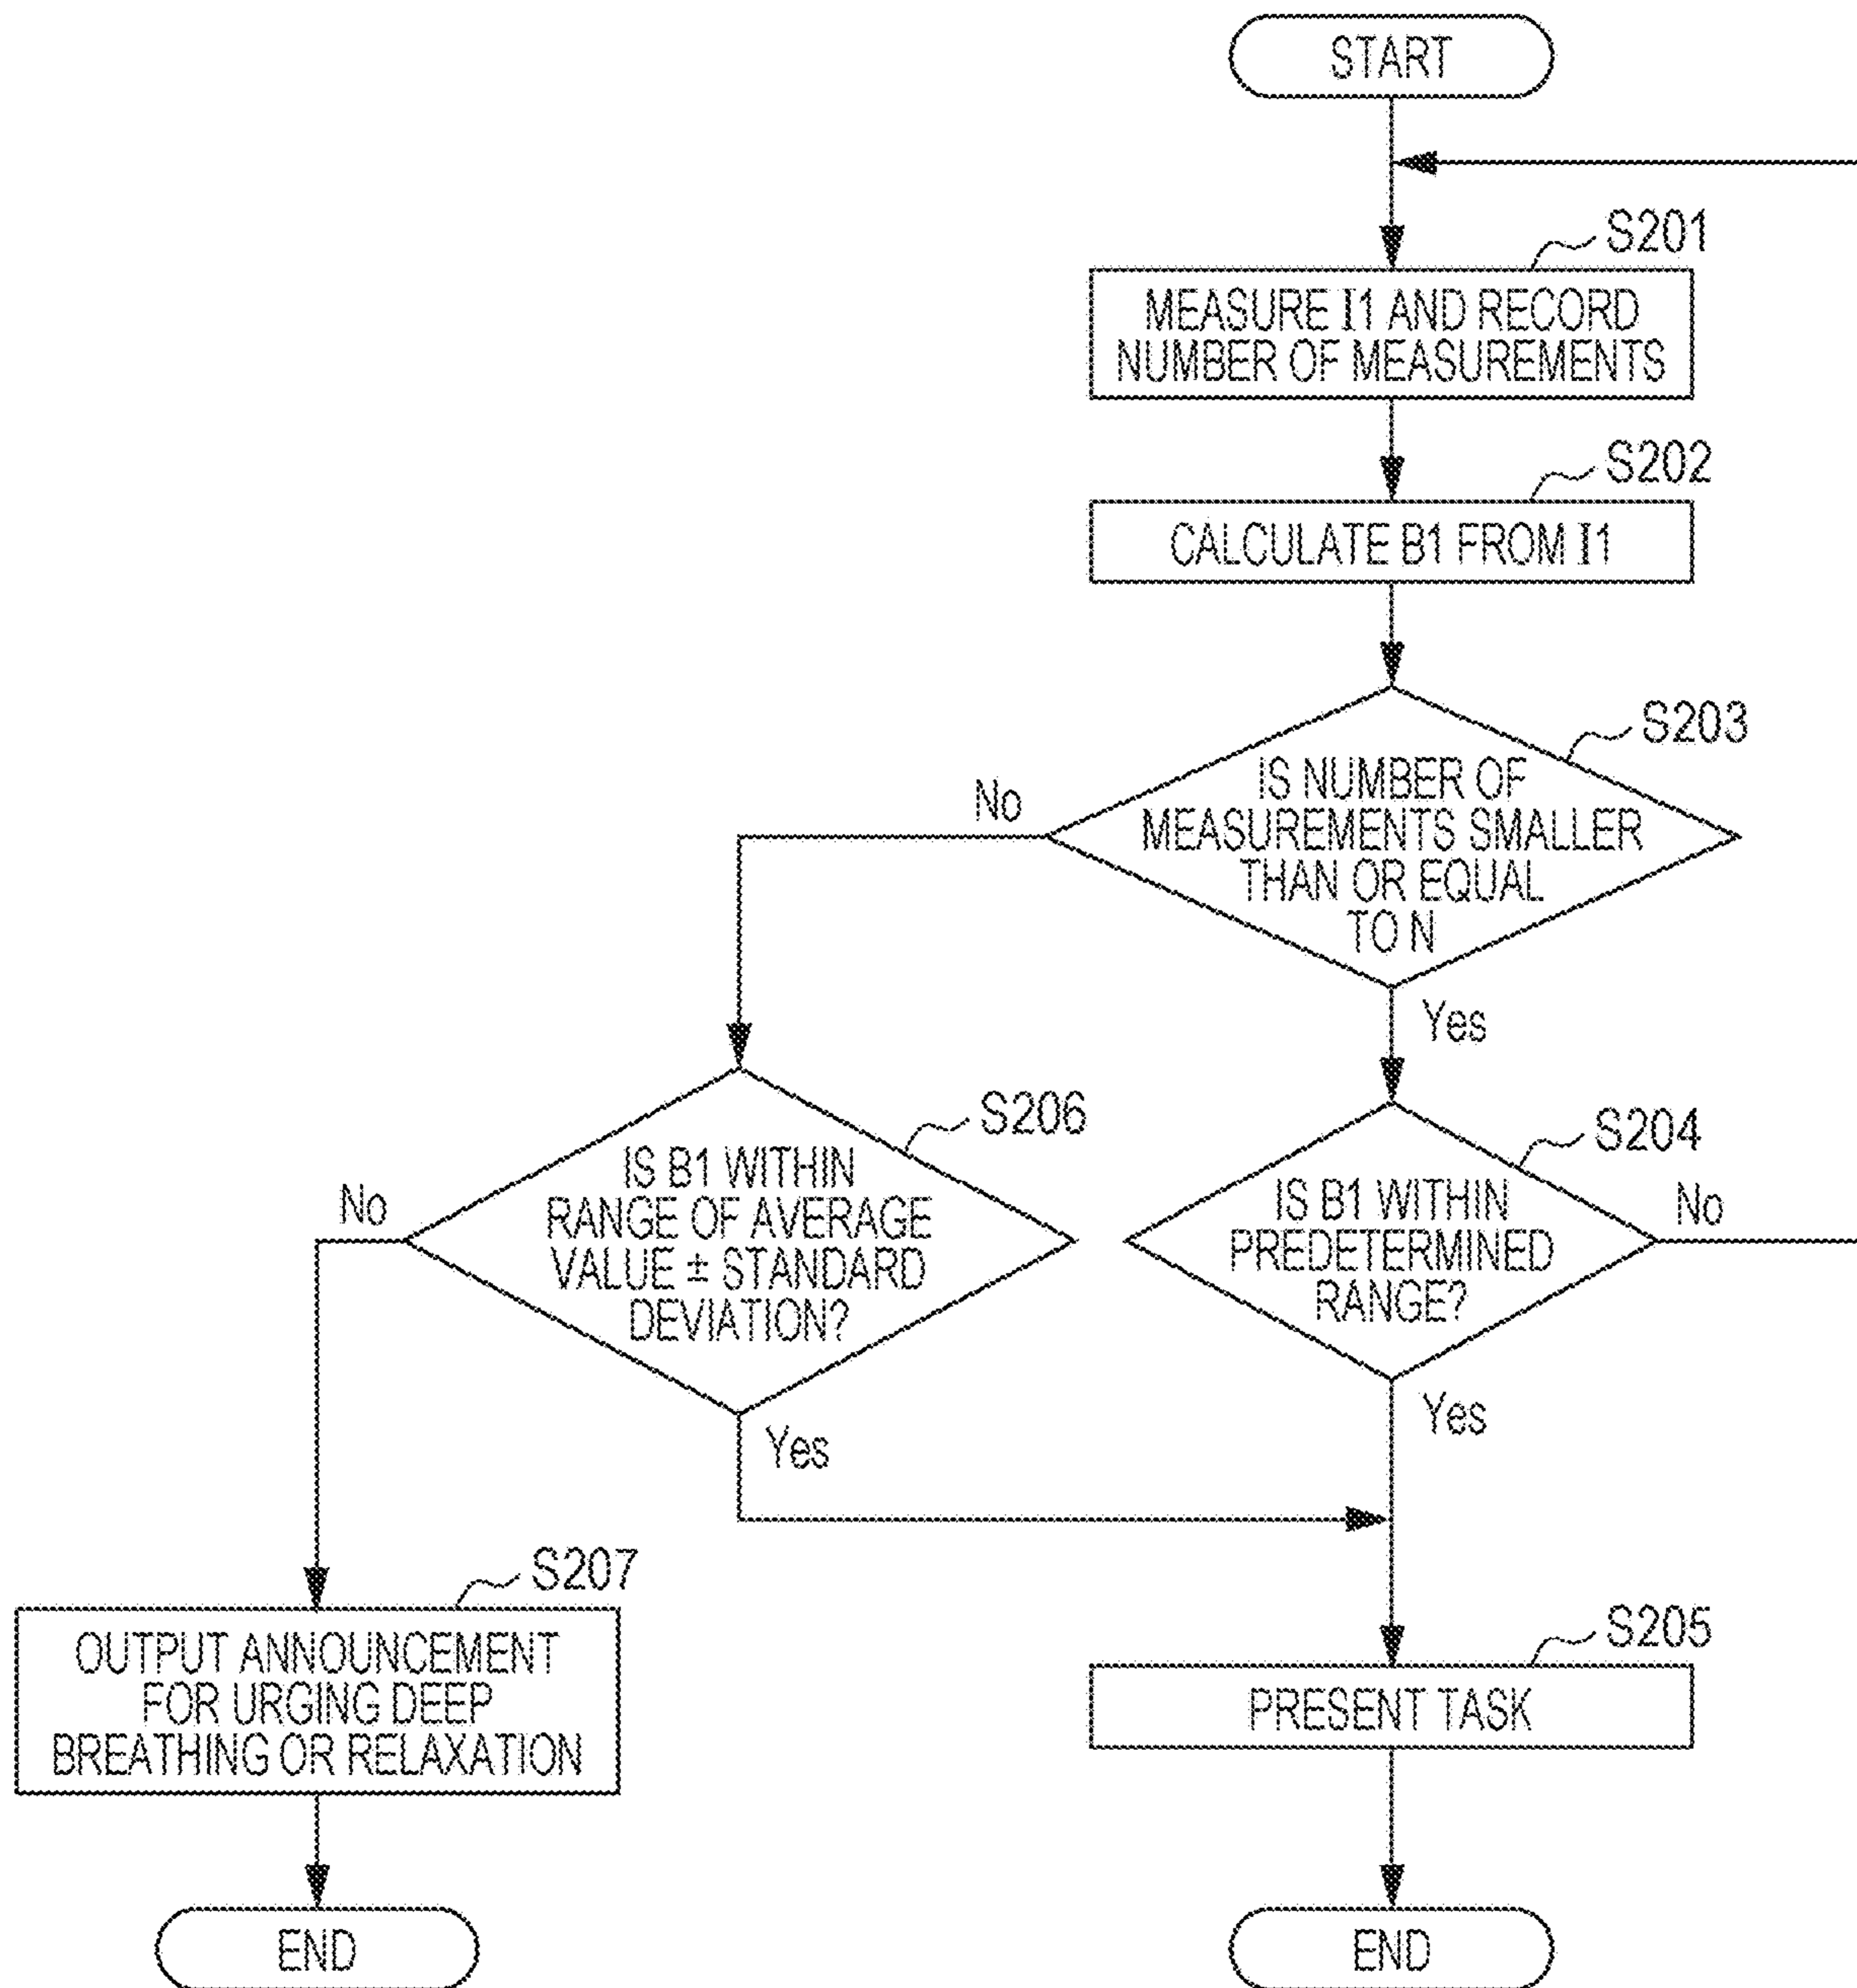 START
S201
MEASURE I1 AND RECORD
NUMBER OF MEASUREMENTS
S202
CALCULATE B1 FROM I1
S203
IS NUMBER OF
MEASUREMENTS SMALLER
THAN OR EQUAL
TO N
No
Yes
S206
IS B1 WITHIN
RANGE OF AVERAGE
VALUE ± STANDARD
DEVIATION?
No
Yes
S204
IS B1 WITHIN
PREDETERMINED
RANGE?
No
Yes
S207
OUTPUT ANNOUNCEMENT
FOR URGING DEEP
BREATHING OR RELAXATION
S205
PRESENT TASK
END
END